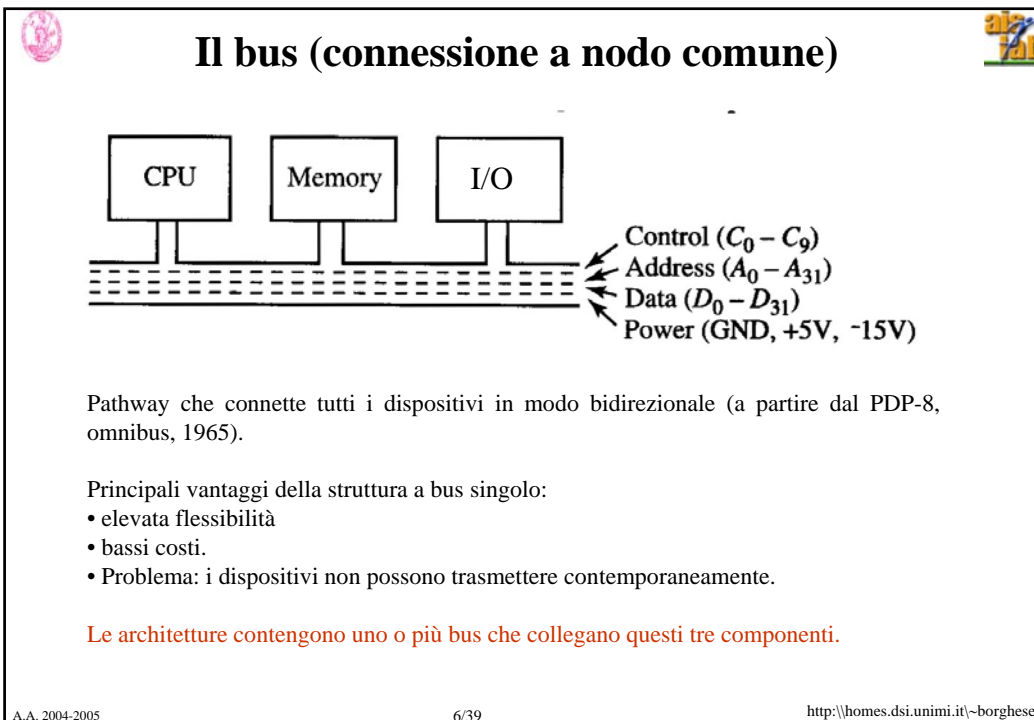 Il bus (connessione a nodo comune)
CPU
Memory
I/O
Control (C0 – C9)
Address (A0 – A31)
Data (D0 – D31)
Power (GND, +5V, -15V)
Pathway che connette tutti i dispositivi in modo bidirezionale (a partire dal PDP-8,
omnibus, 1965).
Principali vantaggi della struttura a bus singolo:
• elevata flessibilità
• bassi costi.
• Problema: i dispositivi non possono trasmettere contemporaneamente.
Le architetture contengono uno o più bus che collegano questi tre componenti.
A.A. 2004-2005
6/39
http:\\homes.dsi.unimi.it\~borghese